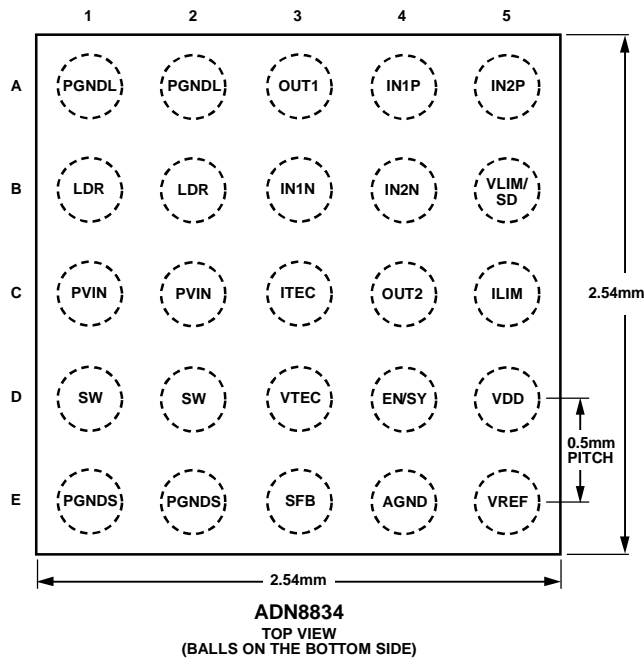 1 2 3 4 5
A PGNDL PGNDL OUT1 IN1P IN2P
B LDR LDR IN1N IN2N VLIM/
SD
C PVIN PVIN ITEC OUT2 ILIM
2.54mm
D SW SW VTEC EN/SY VDD
0.5mm
PITCH
E PGNDS PGNDS SFB AGND VREF
2.54mm
ADN8834
TOP VIEW
(BALLS ON THE BOTTOM SIDE)